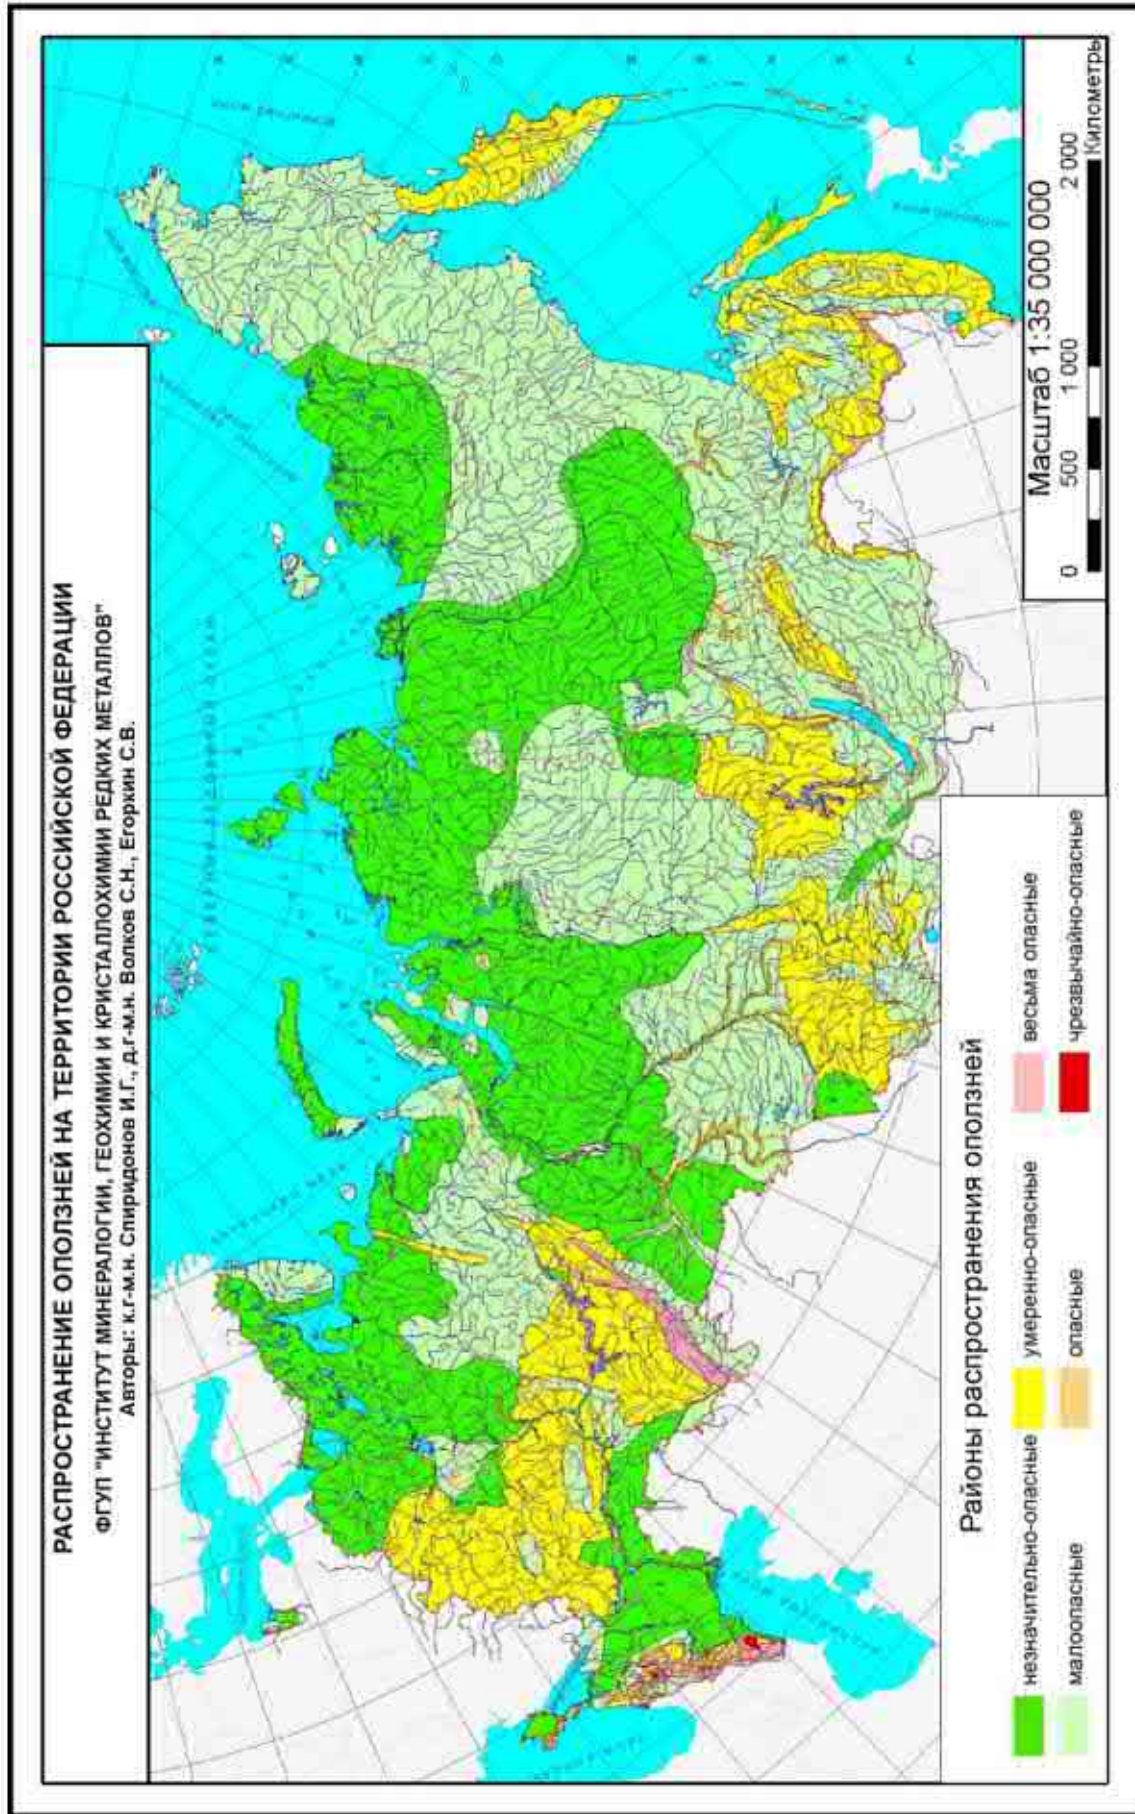 РАСПРОСТРАНЕНИЕ ОПОЛЗНЕЙ НА ТЕРРИТОРИИ РОССИЙСКОЙ ФЕДЕРАЦИИ
ФГУП "ИНСТИТУТ МИНЕРАЛОГИИ, ГЕОХИМИИ И КРИСТАЛЛОХИМИИ РЕДКИХ МЕТАЛЛОВ"
Авторы: к.г-м.н. Спиридонов И.Г., д.г-м.н. Волков С.Н., Егоркин С.В.
Районы распространения оползней
незначительно-опасные
умеренно-опасные
весьма опасные
малоопасные
опасные
чрезвычайно-опасные
Масштаб 1:35 000 000
0 500 1 000 2 000
Километры